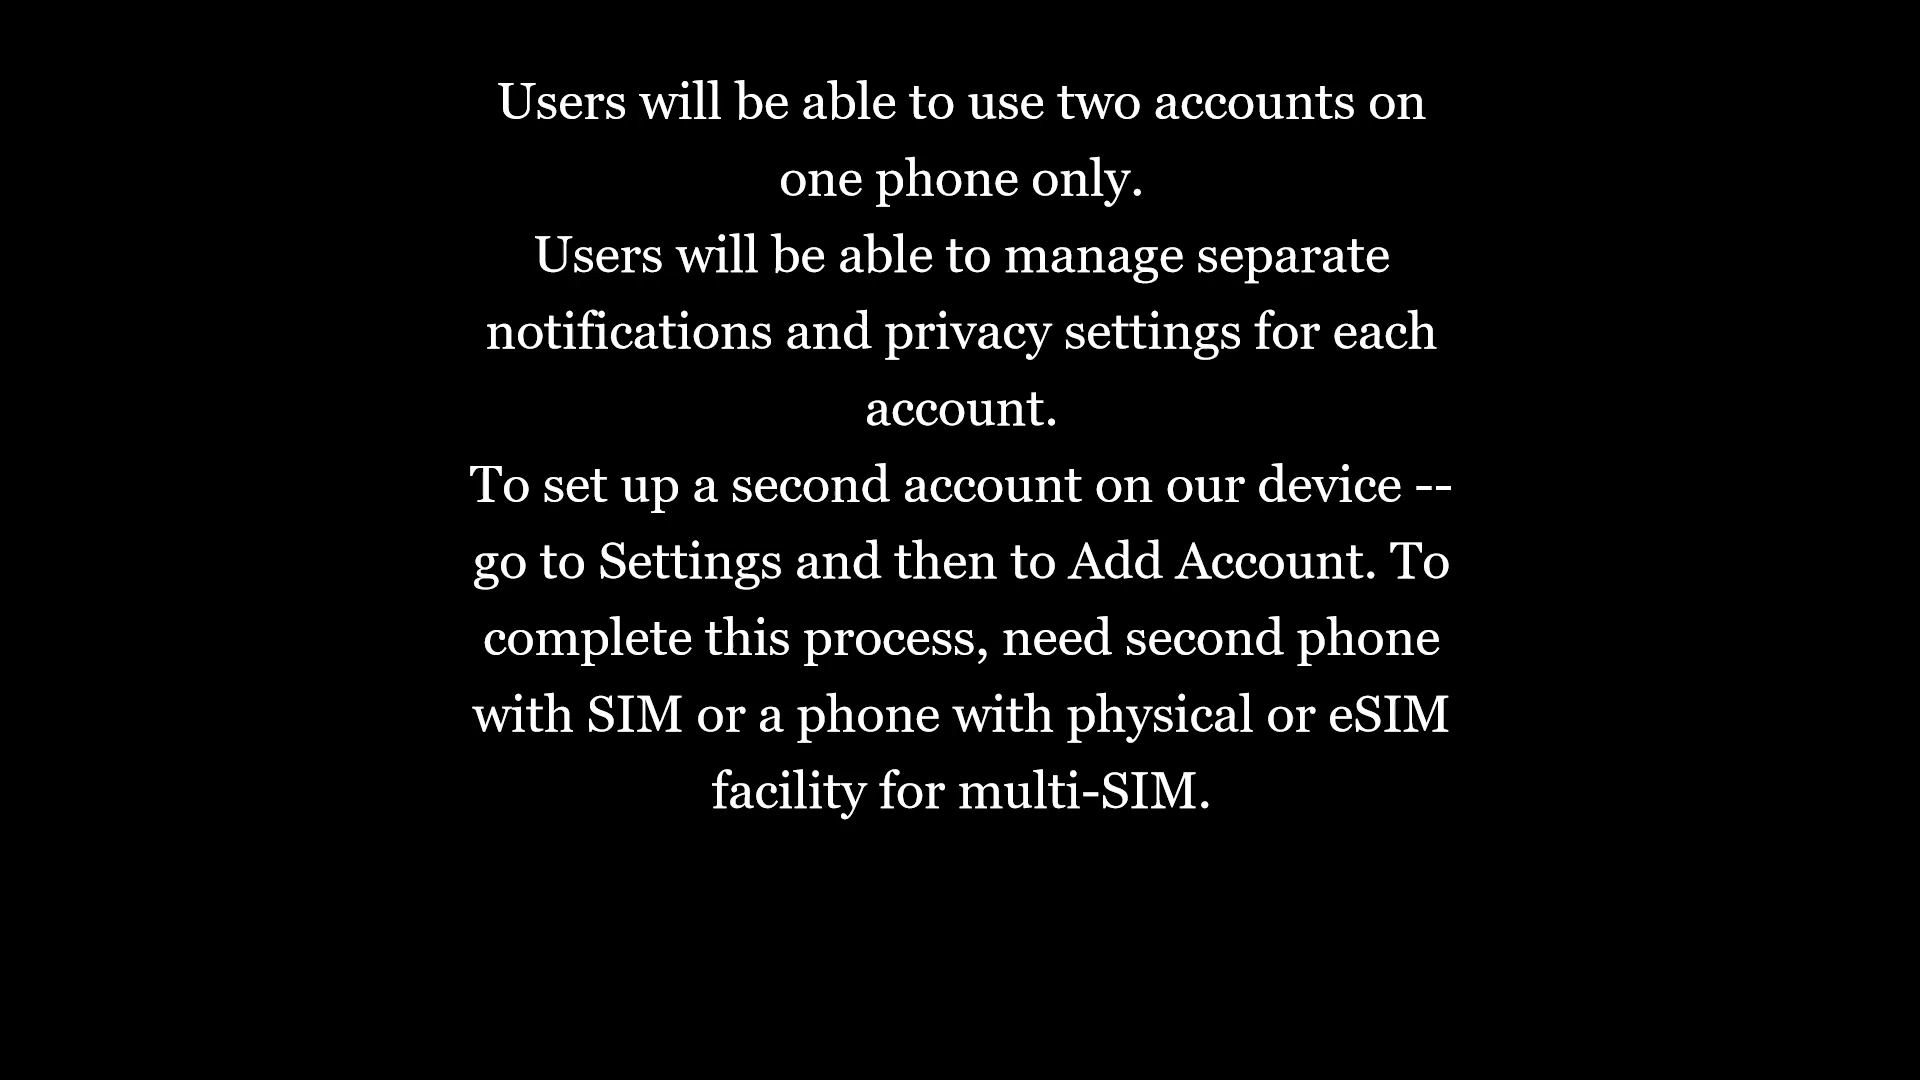 Users will be able to use two accounts on
one phone only.
Users will be able to manage separate
notifications and privacy settings for each
account.
To set up a second account on our device --
go to Settings and then to Add Account. To
complete this process, need second phone
with SIM or a phone with physical or eSIM
facility for multi-SIM.